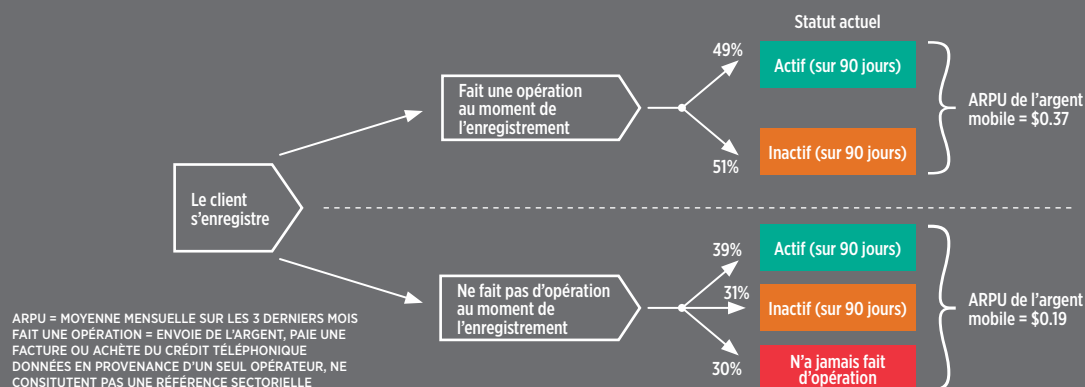 Statut actuel
49%
Actif (sur 90 jours)
Fait une opération
au moment de
l'enregistrement
ARPU de l'argent
mobile = $0.37
Inactif (sur 90 jours)
51%
Le client
s'enregistre
39%
Actif (sur 90 jours)
Ne fait pas d'opération
au moment de
l'enregistrement
31%
Inactif (sur 90 jours)
ARPU de l'argent
mobile = $0.19
30%
N'a jamais fait
d'opération
ARPU = MOYENNE MENSUELLE SUR LES 3 DERNIERS MOIS
FAIT UNE OPÉRATION = ENVOIE DE L'ARGENT, PAIE UNE
FACTURE OU ACHÈTE DU CRÉDIT TÉLÉPHONIQUE
DONNÉES EN PROVENANCE D'UN SEUL OPÉRATEUR, NE
CONSITUTENT PAS UNE RÉFÉRENCE SECTORIELLE